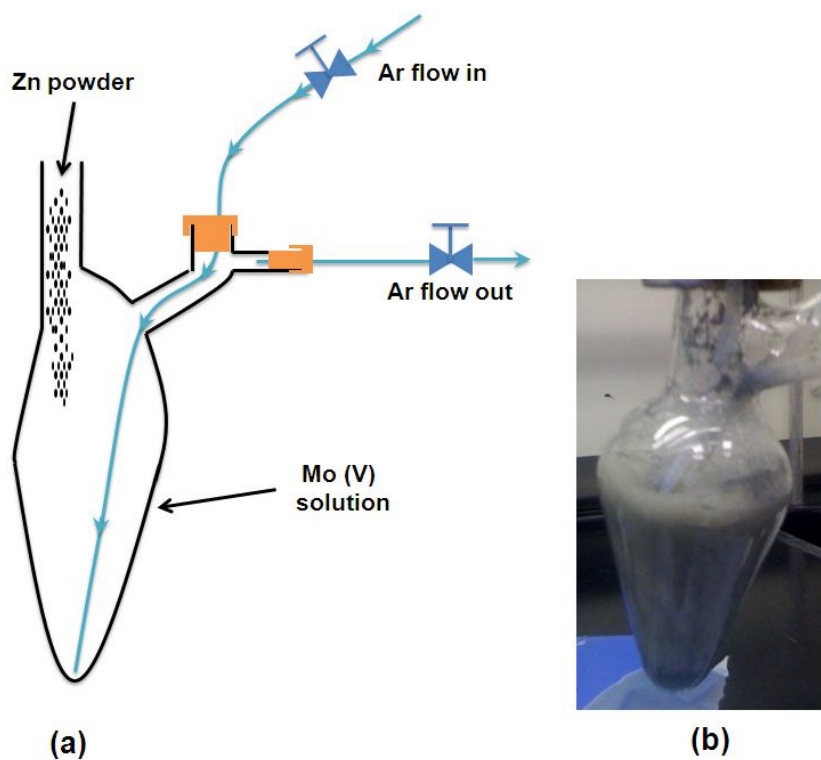 Ar flow in
Zn powder
Ar flow out
Mo (V)
solution
(a)
(b)